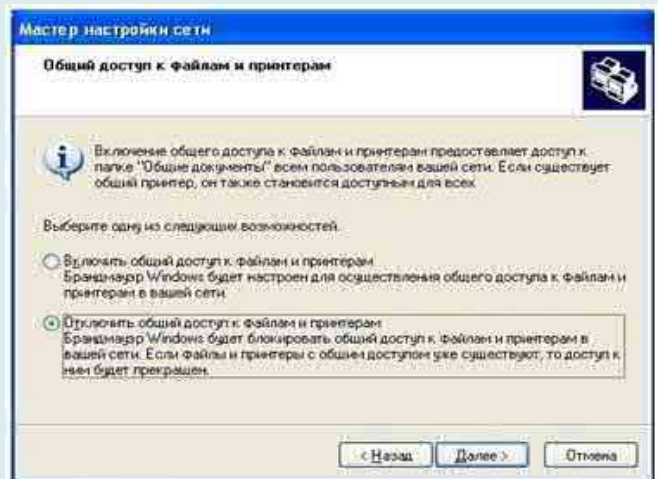 Мастер настройки сети
Общий доступ к файлам и принтерам
Включение общего доступа к файлам и принтерам предоставляет доступ к
папке "Общие документы" всем пользователям вашей сети. Если существует
общий принтер, он также становится доступным для всех
Выберите одну из следующих возможностей.
Включить общий доступ к файлам и принтерам
Брандмауэр Windows будет настроен для осуществления общего доступа к файлам и
принтерам в вашей сети
Отключить общий доступ к файлам и принтерам
Брандмауэр Windows будет блокировать общий доступ к файлам и принтерам в
вашей сети. Если файлы и принтеры с общим доступом уже существуют, то доступ к
ним будет прекращен.
< Назад Далее > Отмена